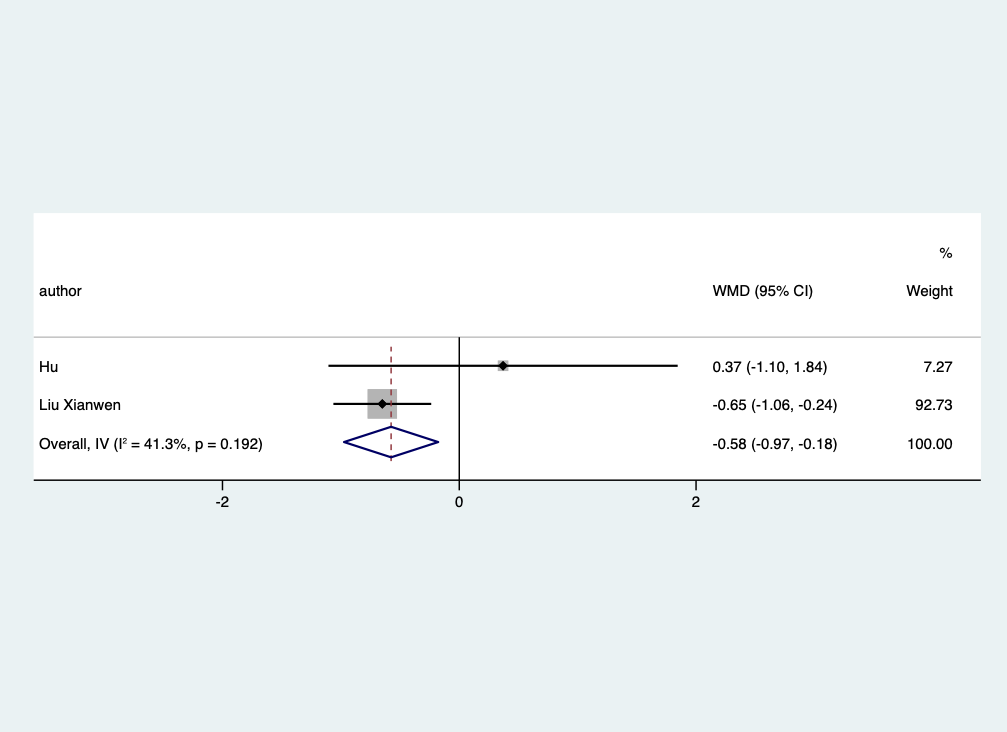 %
author WMD (95% CI) Weight
Hu 0.37 (-1.10, 1.84) 7.27
Liu Xianwen -0.65 (-1.06, -0.24) 92.73
Overall, IV (I² = 41.3%, p = 0.192) -0.58 (-0.97, -0.18) 100.00
-2 0 2